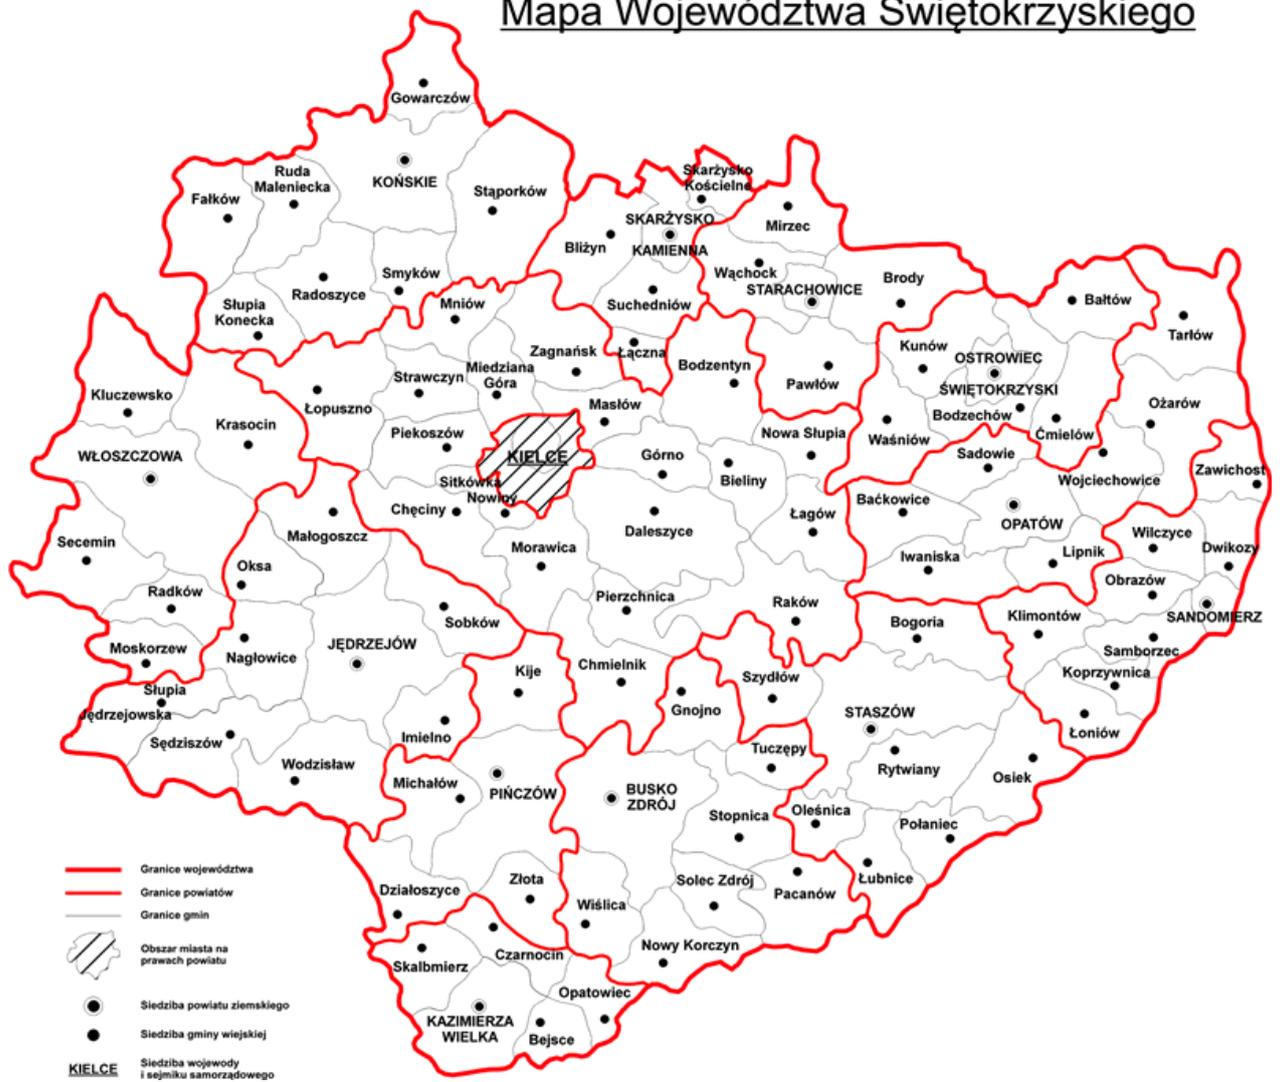 Mapa Województwa Świętokrzyskiego
Gowarczów
KOŃSKIE
Ruda
Maleniecka
Fałków
Stąporków
Skarżysko
Kościelne
SKARŻYSKO
KAMIENNA
Bliżyn
Mirzec
Wąchock
STARACHOWICE
Brody
Smyków
Radoszyce
Słupia
Konecka
Mniów
Suchedniów
Bałtów
Tarłów
Łączna
Zagnańsk
Bodzentyn
Kunów
OSTROWIEC
ŚWIĘTOKRZYSKI
Pawłów
Miedziana
Góra
Strawczyn
Kluczewsko
Łopuszno
Krasocin
Masłów
Bodzechów
Ożarów
Ćmielów
Waśniów
Nowa Słupia
Piekoszów
KIELCE
WŁOSZCZOWA
Górno
Bieliny
Sadowie
Wojciechowice
Zawichost
Sitkówka
Nowiny
Chęciny
Baćkowice
Łagów
OPATÓW
Daleszyce
Małogoszcz
Secemin
Morawica
Iwaniska
Lipnik
Wilczyce
Dwikozy
Oksa
Radków
Obrazów
Pierzchnica
Raków
Sobków
Bogoria
Klimontów
SANDOMIERZ
Moskorzew
Nagłowice
JĘDRZEJÓW
Samborzec
Kije
Chmielnik
Szydłów
Koprzywnica
Słupia
Jędrzejowska
Gnojno
STASZÓW
Łoniów
Sędziszów
Imielno
Tuczępy
Rytwiany
Osiek
Wodzisław
Michałów
PIŃCZÓW
BUSKO
ZDRÓJ
Stopnica
Oleśnica
Połaniec
Działoszyce
Złota
Solec Zdrój
Pacanów
Łubnice
Wiślica
Nowy Korczyn
Skalbmierz
Czarnocin
Opatowiec
KAZIMIERZA
WIELKA
Bejsce
Granice województwa
Granice powiatów
Granice gmin
Obszar miasta na
prawach powiatu
Siedziba powiatu ziemskiego
Siedziba gminy wiejskiej
KIELCE
Siedziba wojewody
i sejmiku samorządowego